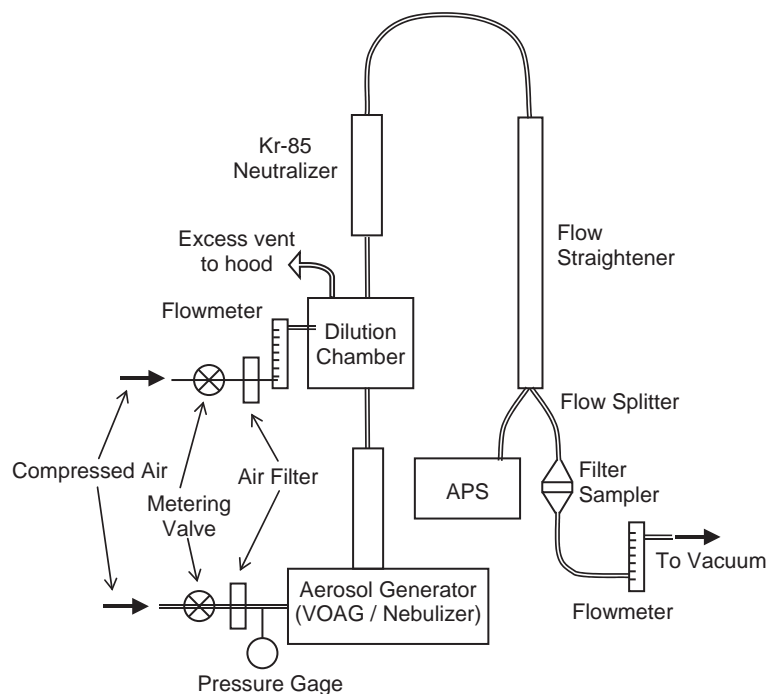 Kr-85
Neutralizer
Excess vent
to hood
Flow
Straightener
Flowmeter
Dilution
Chamber
Flow Splitter
Compressed Air
Air Filter
APS
Filter
Sampler
Metering
Valve
To Vacuum
Aerosol Generator
(VOAG / Nebulizer)
Flowmeter
Pressure Gage